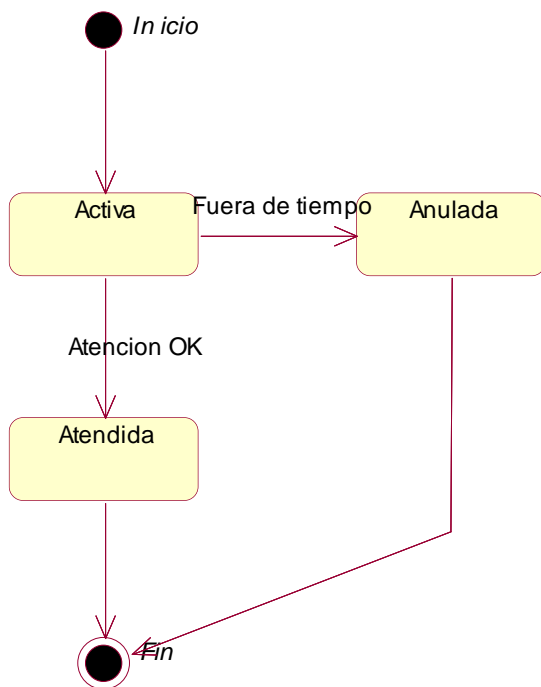 In icio
Activa
Fuera de tiempo
Anulada
Atencion OK
Atendida
Fin